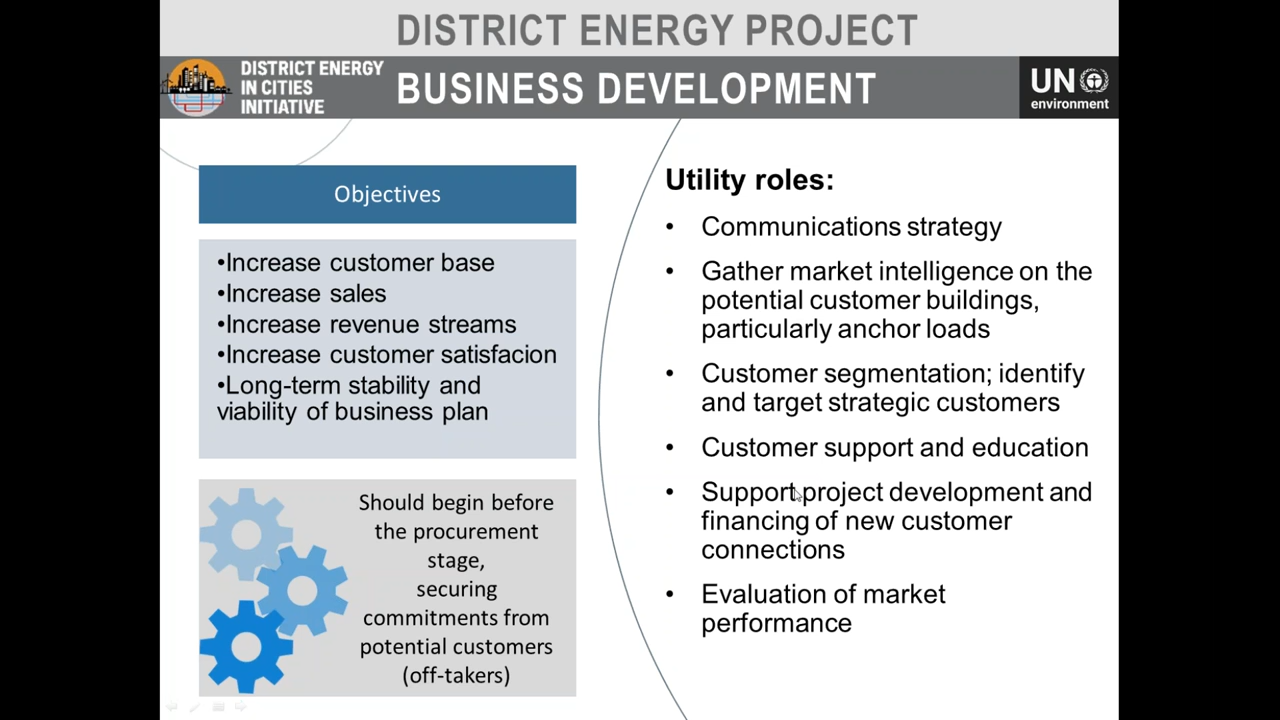 DISTRICT ENERGY PROJECT
DISTRICT ENERGY
IN CITIES
INITIATIVE
BUSINESS DEVELOPMENT
UN
environment
Objectives
•Increase customer base
•Increase sales
•Increase revenue streams
•Increase customer satisfacion
•Long-term stability and
viability of business plan
Should begin before
the procurement
stage,
securing
commitments from
potential customers
(off-takers)
Utility roles:
• Communications strategy
• Gather market intelligence on the
potential customer buildings,
particularly anchor loads
• Customer segmentation; identify
and target strategic customers
• Customer support and education
• Support project development and
financing of new customer
connections
• Evaluation of market
performance